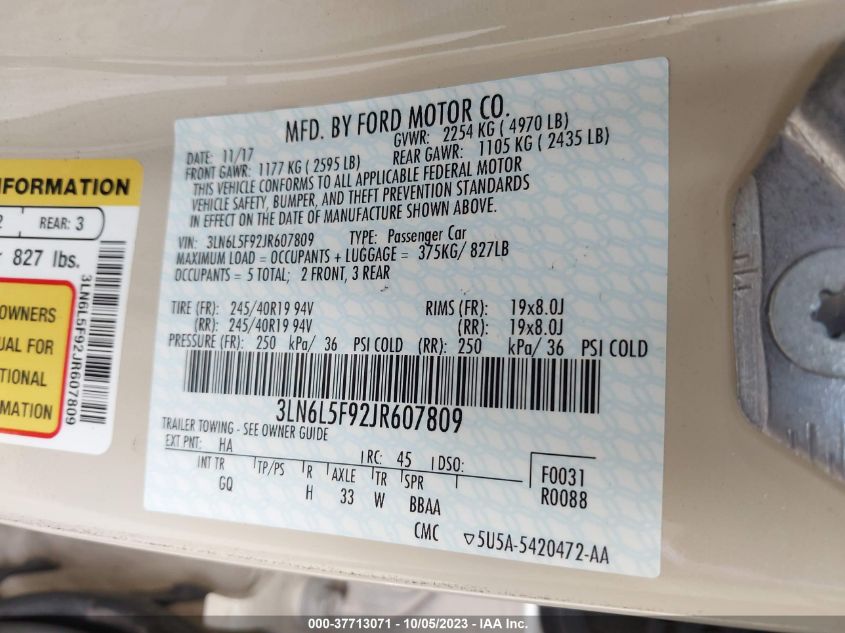 MFD. BY FORD MOTOR CO.
DATE: 11/17 GVWR: 2254 KG ( 4970 LB)
FRONT GAWR: 1177 KG ( 2595 LB) REAR GAWR: 1105 KG ( 2435 LB)
THIS VEHICLE CONFORMS TO ALL APPLICABLE FEDERAL MOTOR
VEHICLE SAFETY, BUMPER, AND THEFT PREVENTION STANDARDS
IN EFFECT ON THE DATE OF MANUFACTURE SHOWN ABOVE.
VIN: 3LN6L5F92JR607809 TYPE: Passenger Car
MAXIMUM LOAD = OCCUPANTS + LUGGAGE = 375KG/ 827LB
OCCUPANTS = 5 TOTAL; 2 FRONT, 3 REAR
TIRE (FR): 245/40R19 94V RIMS (FR): 19x8.0J
(RR): 245/40R19 94V (RR): 19x8.0J
PRESSURE (FR): 250 kPa/ 36 PSI COLD (RR): 250 kPa/ 36 PSI COLD
3LN6L5F92JR607809
TRAILER TOWING - SEE OWNER GUIDE
EXT PNT: HA RC: 45 DSO:
INT TR TP/PS R AXLE TR SPR F0031
GQ H 33 W BBAA R0088
CMC ▽5U5A-5420472-AA
NFORMATION
2 REAR: 3
827 lbs.
OWNERS
UAL FOR
TIONAL
RMATION
3LN6L5F92JR607809
000-37713071 - 10/05/2023 - IAA Inc.